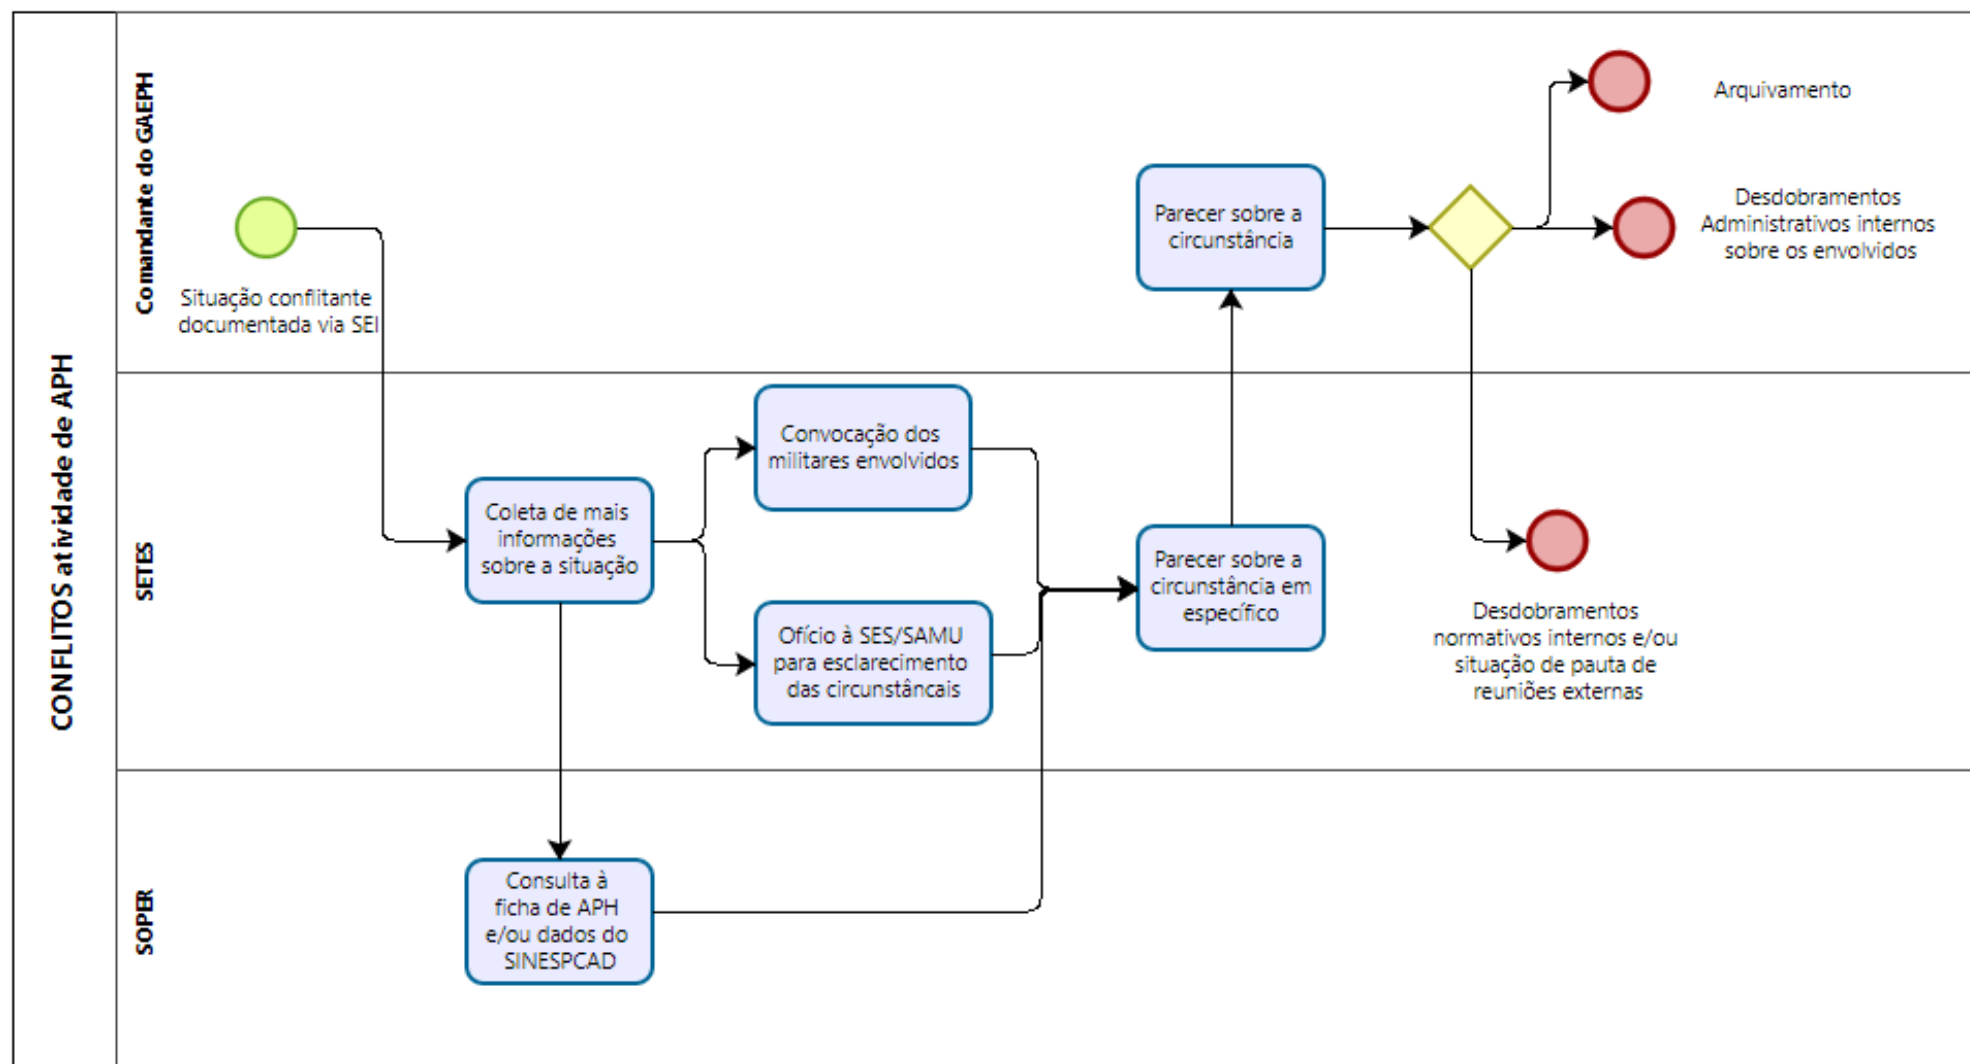 CONFLITOS atividade de APH
Comandante do GAEPH
Situação conflitante
documentada via SEI
Parecer sobre a
circunstância
Arquivamento
Desdobramentos
Administrativos internos
sobre os envolvidos
SETES
Coleta de mais
informações
sobre a situação
Convocação dos
militares envolvidos
Ofício à SES/SAMU
para esclarecimento
das circunstâncais
Parecer sobre a
circunstância em
específico
Desdobramentos
normativos internos e/ou
situação de pauta de
reuniões externas
SOPER
Consulta à
ficha de APH
e/ou dados do
SINESPCAD